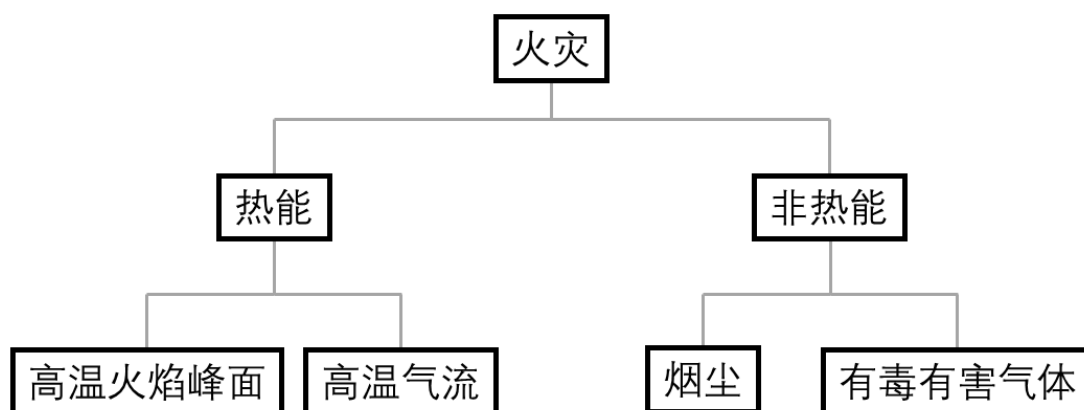 火灾
热能
非热能
高温火焰峰面
高温气流
烟尘
有毒有害气体